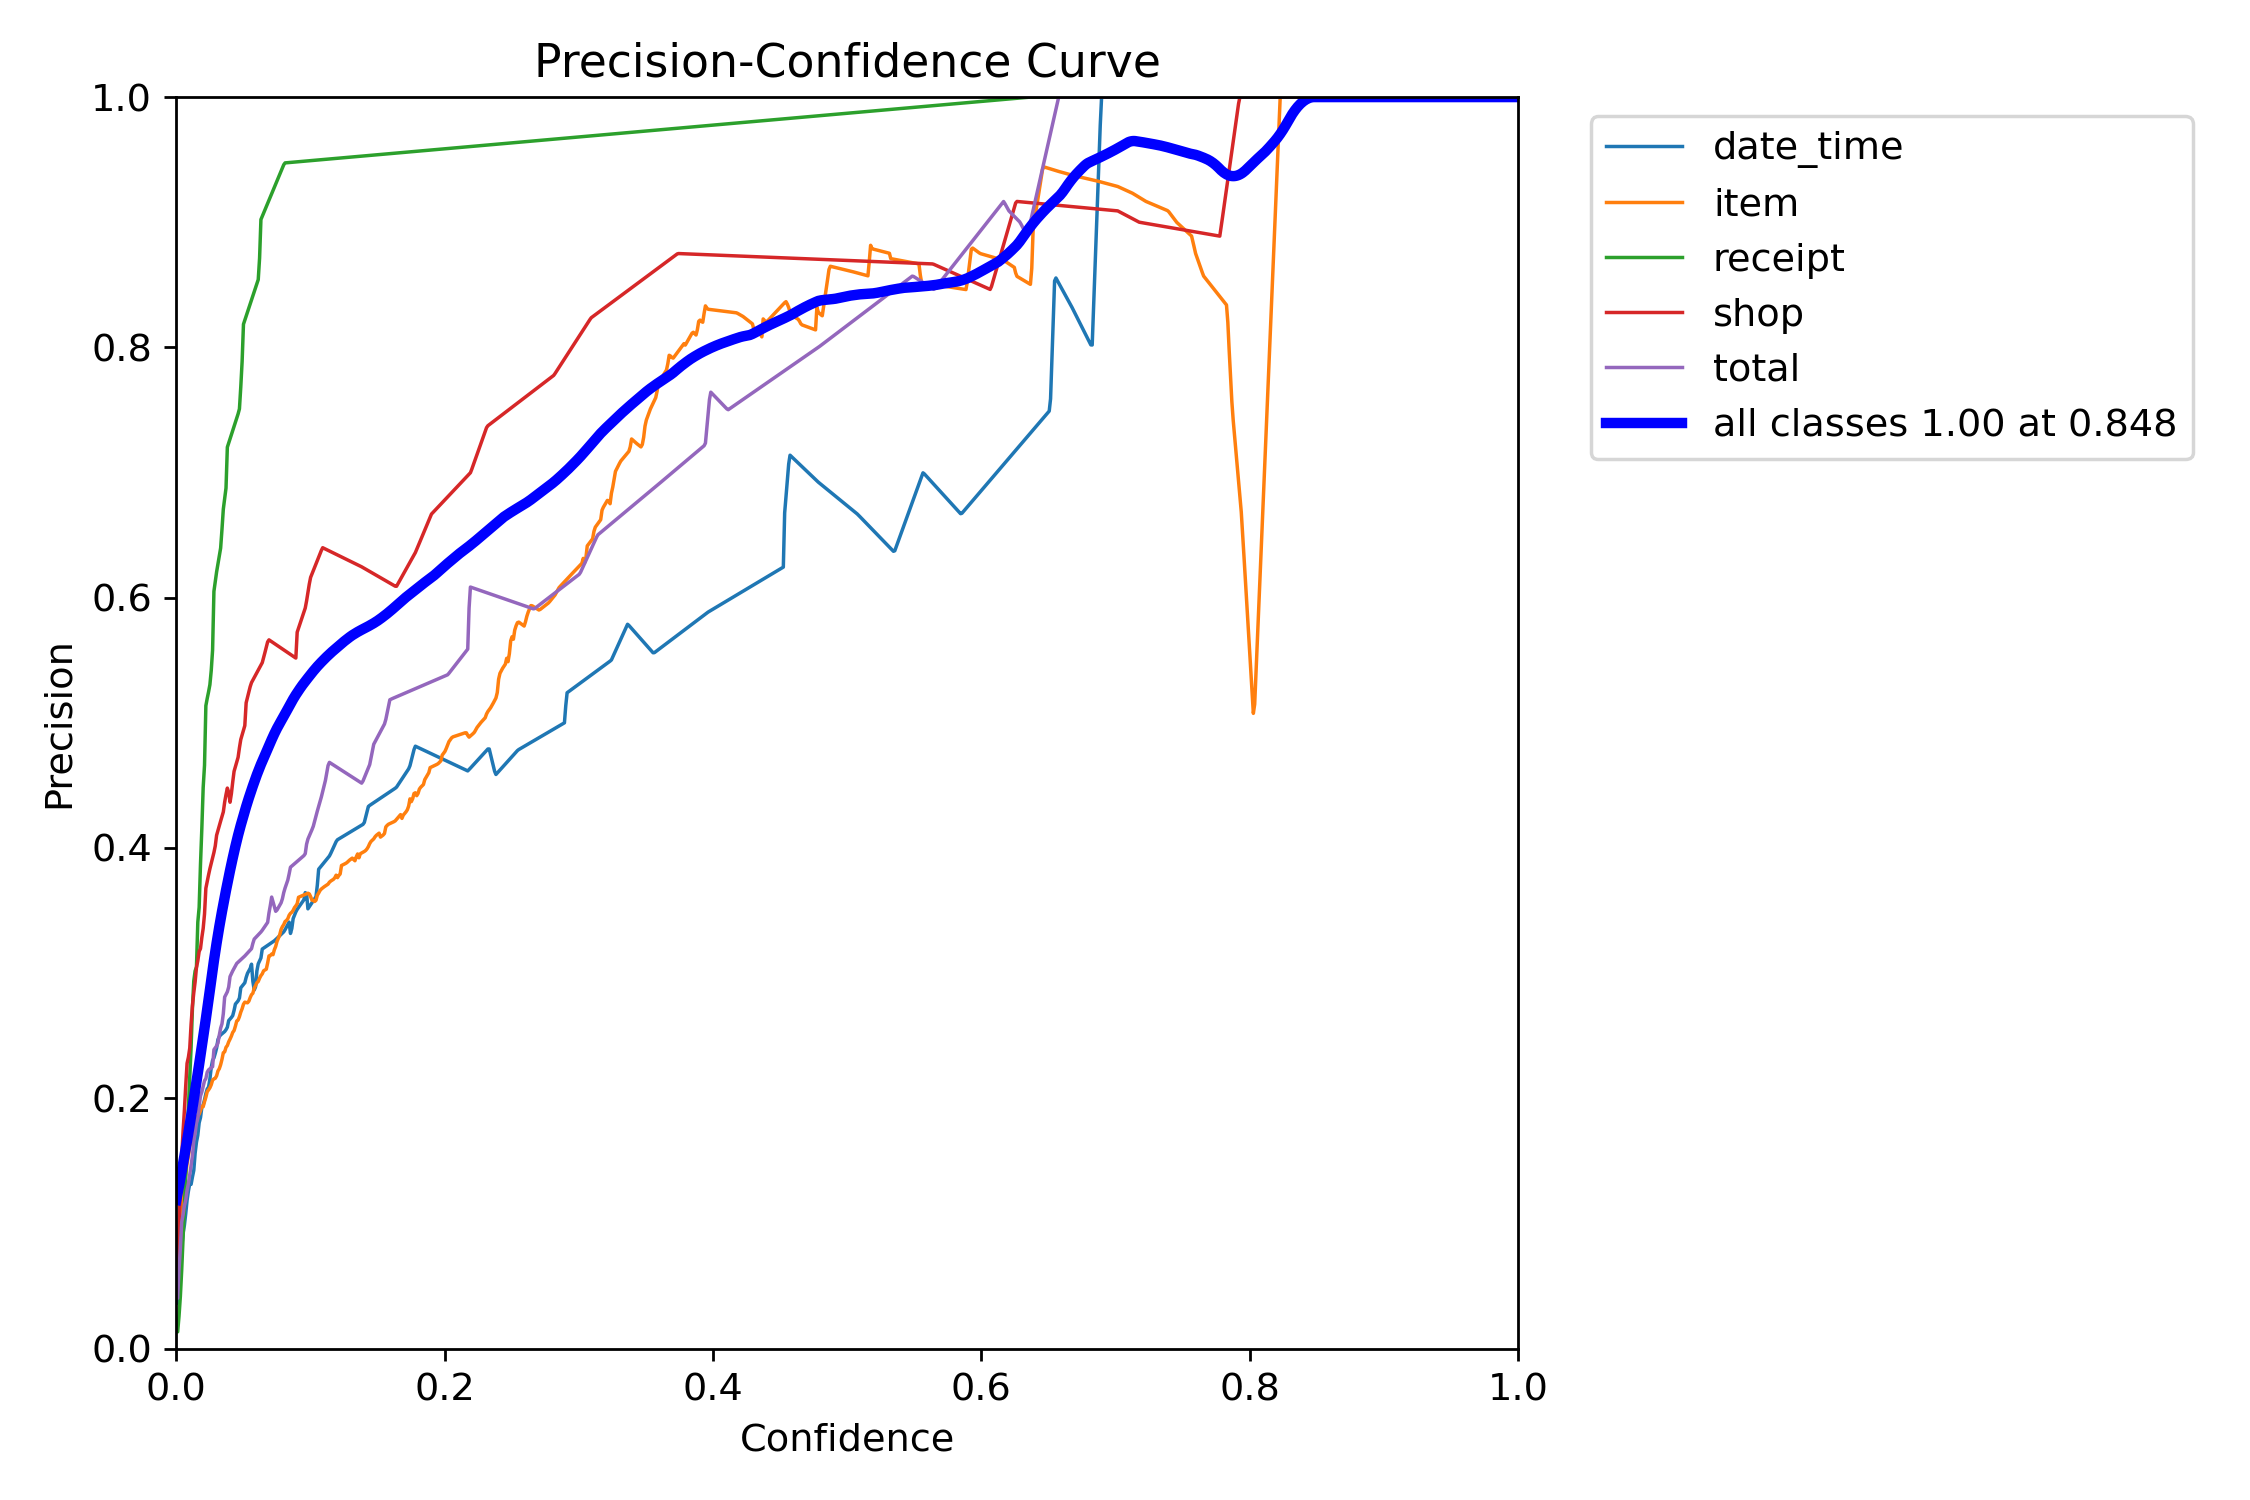 Precision-Confidence Curve
1.0
0.8
0.6
0.4
0.2
0.0
Precision
0.0 0.2 0.4 0.6 0.8 1.0
Confidence
date_time
item
receipt
shop
total
all classes 1.00 at 0.848